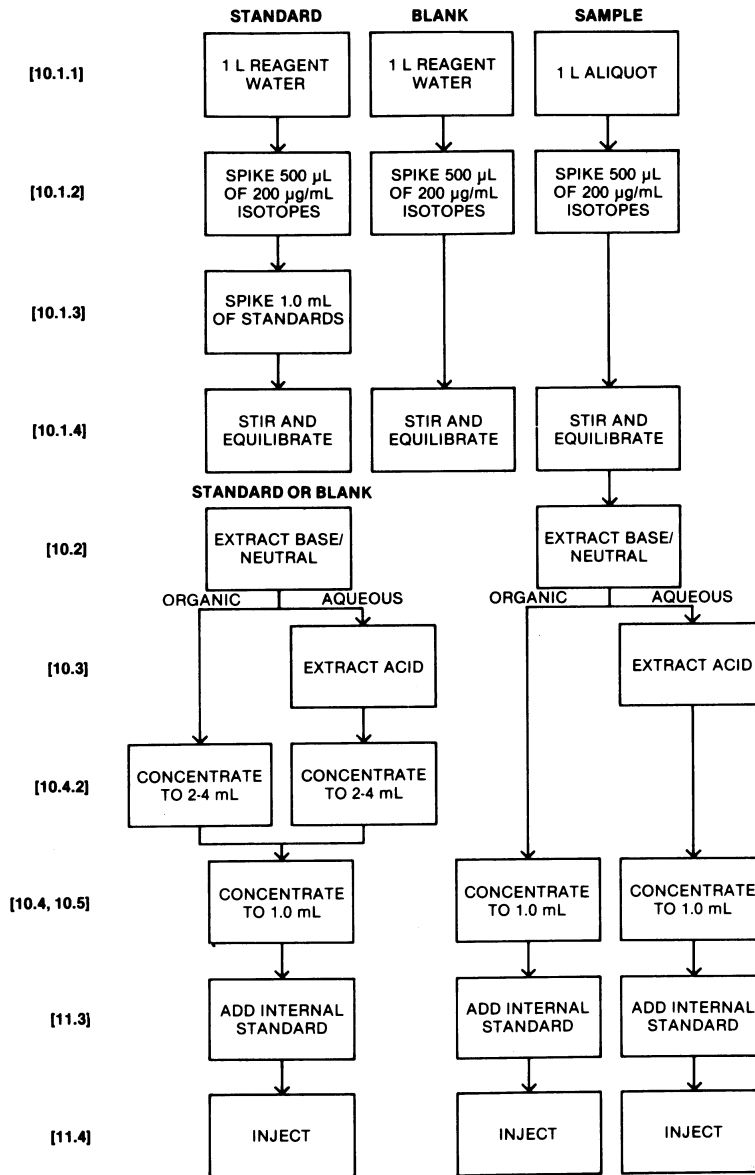 STANDARD BLANK SAMPLE
[10.1.1]
1 L REAGENT
WATER
1 L REAGENT
WATER
1 L ALIQUOT
[10.1.2]
SPIKE 500 µL
OF 200 µg/mL
ISOTOPES
SPIKE 500 µL
OF 200 µg/mL
ISOTOPES
SPIKE 500 µL
OF 200 µg/mL
ISOTOPES
[10.1.3]
SPIKE 1.0 mL
OF STANDARDS
[10.1.4]
STIR AND
EQUILIBRATE
STIR AND
EQUILIBRATE
STIR AND
EQUILIBRATE
STANDARD OR BLANK
[10.2]
EXTRACT BASE/
NEUTRAL
EXTRACT BASE/
NEUTRAL
ORGANIC AQUEOUS
ORGANIC AQUEOUS
[10.3]
EXTRACT ACID
EXTRACT ACID
[10.4.2]
CONCENTRATE
TO 2-4 mL
CONCENTRATE
TO 2-4 mL
[10.4, 10.5]
CONCENTRATE
TO 1.0 mL
CONCENTRATE
TO 1.0 mL
CONCENTRATE
TO 1.0 mL
[11.3]
ADD INTERNAL
STANDARD
ADD INTERNAL
STANDARD
ADD INTERNAL
STANDARD
[11.4]
INJECT
INJECT
INJECT